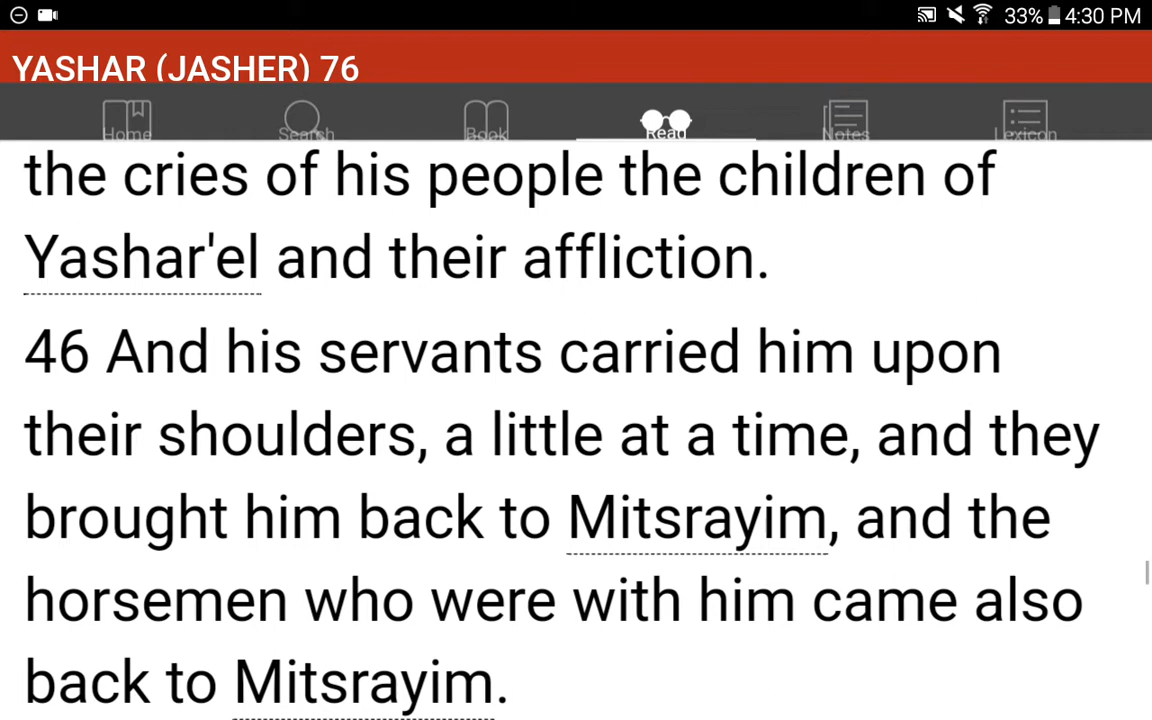 33% 4:30 PM
YASHAR (JASHER) 76
Home Search Book Read Notes Lexicon
the cries of his people the children of
Yashar'el and their affliction.
46 And his servants carried him upon
their shoulders, a little at a time, and they
brought him back to Mitsrayim, and the
horsemen who were with him came also
back to Mitsrayim.